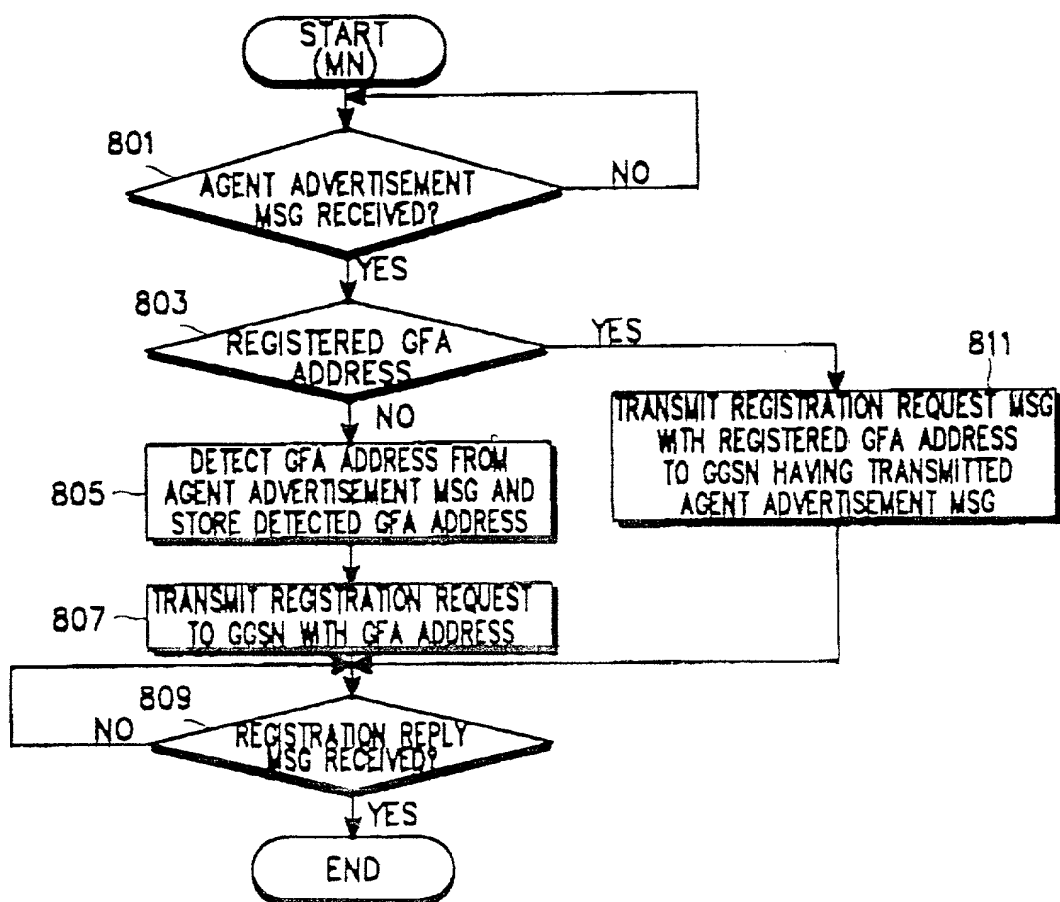 START
(MN)
801
AGENT ADVERTISEMENT
MSG RECEIVED?
NO
YES
803
REGISTERED GFA
ADDRESS
YES
NO
811
TRANSMIT REGISTRATION REQUEST MSG
WITH REGISTERED GFA ADDRESS
TO GGSN HAVING TRANSMITTED
AGENT ADVERTISEMENT MSG
805
DETECT GFA ADDRESS FROM
AGENT ADVERTISEMENT MSG AND
STORE DETECTED GFA ADDRESS
807
TRANSMIT REGISTRATION REQUEST
TO GGSN WITH GFA ADDRESS
809
NO
REGISTRATION REPLY
MSG RECEIVED?
YES
END